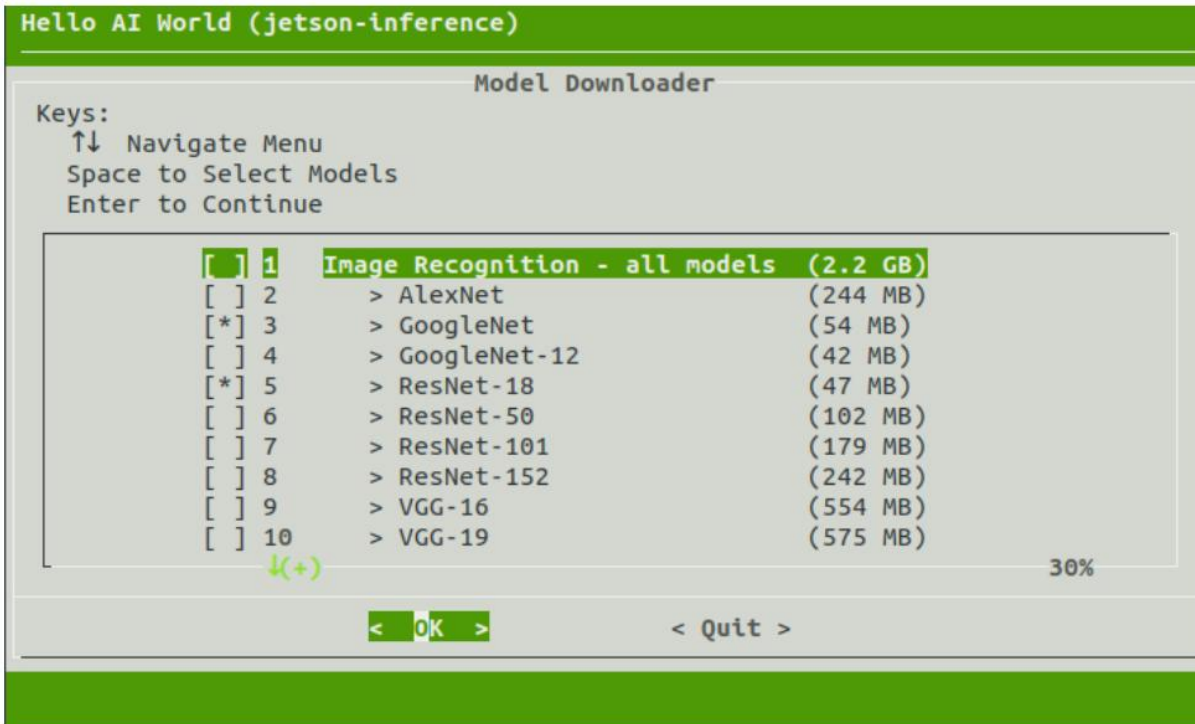 Hello AI World (jetson-inference)
Model Downloader
Keys:
↑↓ Navigate Menu
Space to Select Models
Enter to Continue
[ ] 1 Image Recognition - all models (2.2 GB)
[ ] 2 > AlexNet (244 MB)
[*] 3 > GoogleNet (54 MB)
[ ] 4 > GoogleNet-12 (42 MB)
[*] 5 > ResNet-18 (47 MB)
[ ] 6 > ResNet-50 (102 MB)
[ ] 7 > ResNet-101 (179 MB)
[ ] 8 > ResNet-152 (242 MB)
[ ] 9 > VGG-16 (554 MB)
[ ] 10 > VGG-19 (575 MB)
↓(+) 30%
< OK > < Quit >